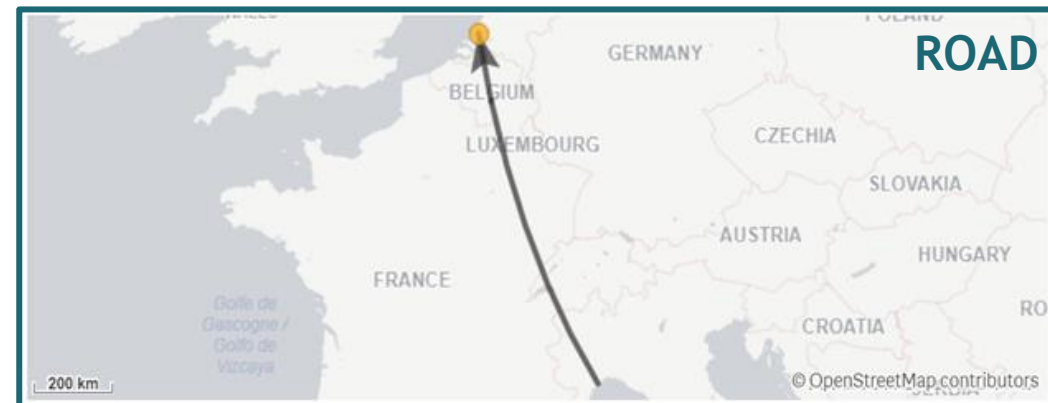 POLAND
ROAD
GERMANY
BELGIUM
CZECHIA
LUXEMBOURG
SLOVAKIA
AUSTRIA
HUNGARY
FRANCE
Golfe de
Gascogne /
Golfo de
Vizcaya
RO
CROATIA
200 km
© OpenStreetMap contributors